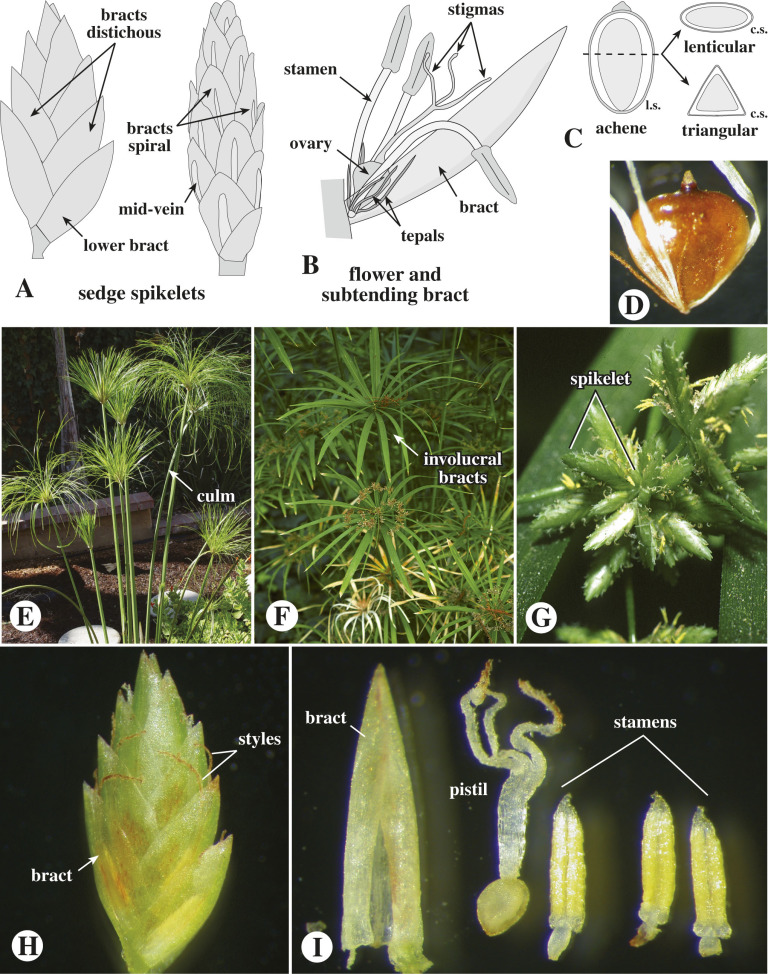 bracts
distichous
bracts
spiral
mid-vein
lower bract
A
sedge spikelets
stigmas
stamen
ovary
bract
tepals
B
flower and
subtending bract
c.s.
lenticular
l.s.
achene
c.s.
triangular
C
D
culm
E
involucral
bracts
F
spikelet
G
styles
bract
H
bract
pistil
stamens
I